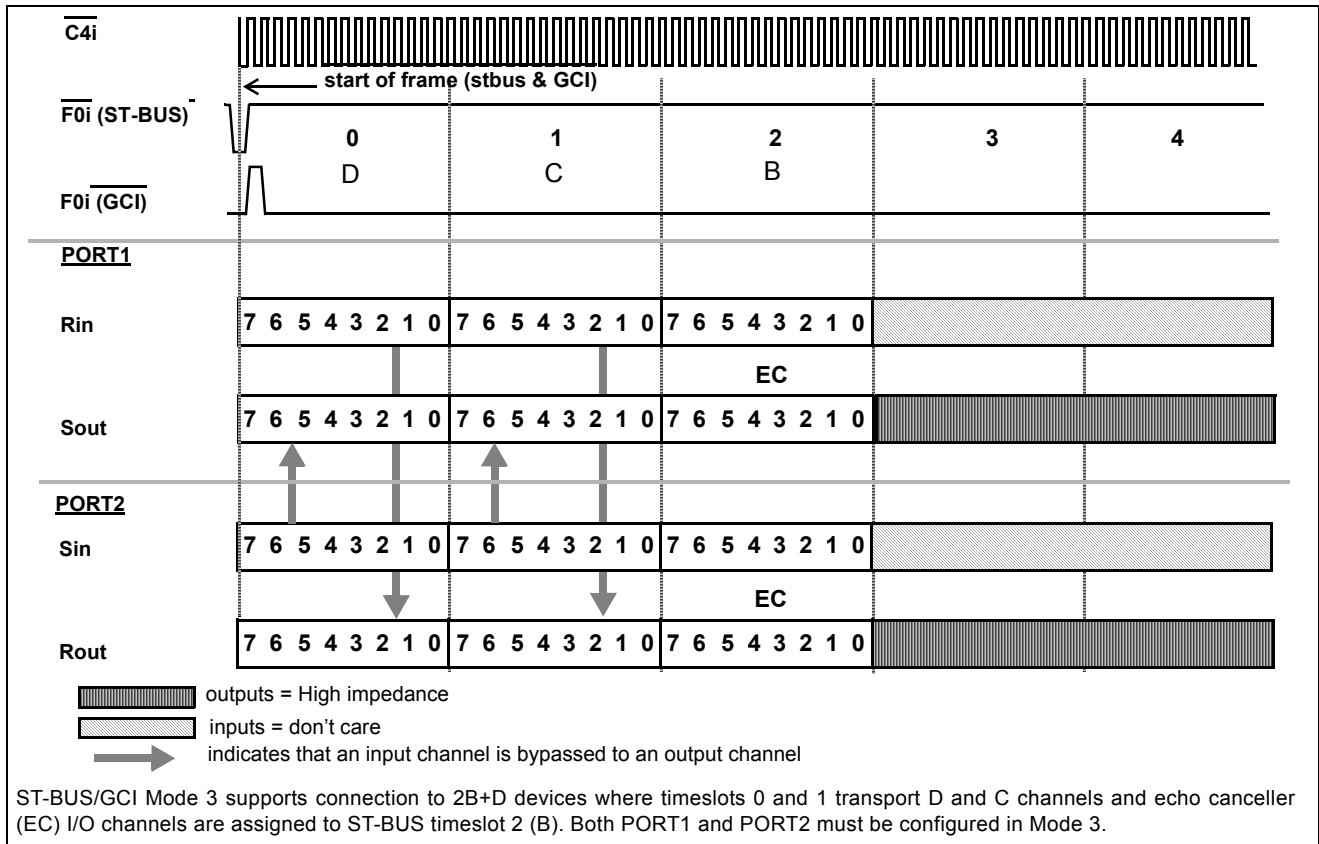 C4i
start of frame (stbus & GCI)
F0i (ST-BUS)
0 1 2 3 4
D C B
F0i (GCI)
PORT1
Rin 7 6 5 4 3 2 1 0 7 6 5 4 3 2 1 0 7 6 5 4 3 2 1 0
EC
Sout 7 6 5 4 3 2 1 0 7 6 5 4 3 2 1 0 7 6 5 4 3 2 1 0
PORT2
Sin 7 6 5 4 3 2 1 0 7 6 5 4 3 2 1 0 7 6 5 4 3 2 1 0
EC
Rout 7 6 5 4 3 2 1 0 7 6 5 4 3 2 1 0 7 6 5 4 3 2 1 0
outputs = High impedance
inputs = don't care
indicates that an input channel is bypassed to an output channel
ST-BUS/GCI Mode 3 supports connection to 2B+D devices where timeslots 0 and 1 transport D and C channels and echo canceller
(EC) I/O channels are assigned to ST-BUS timeslot 2 (B). Both PORT1 and PORT2 must be configured in Mode 3.